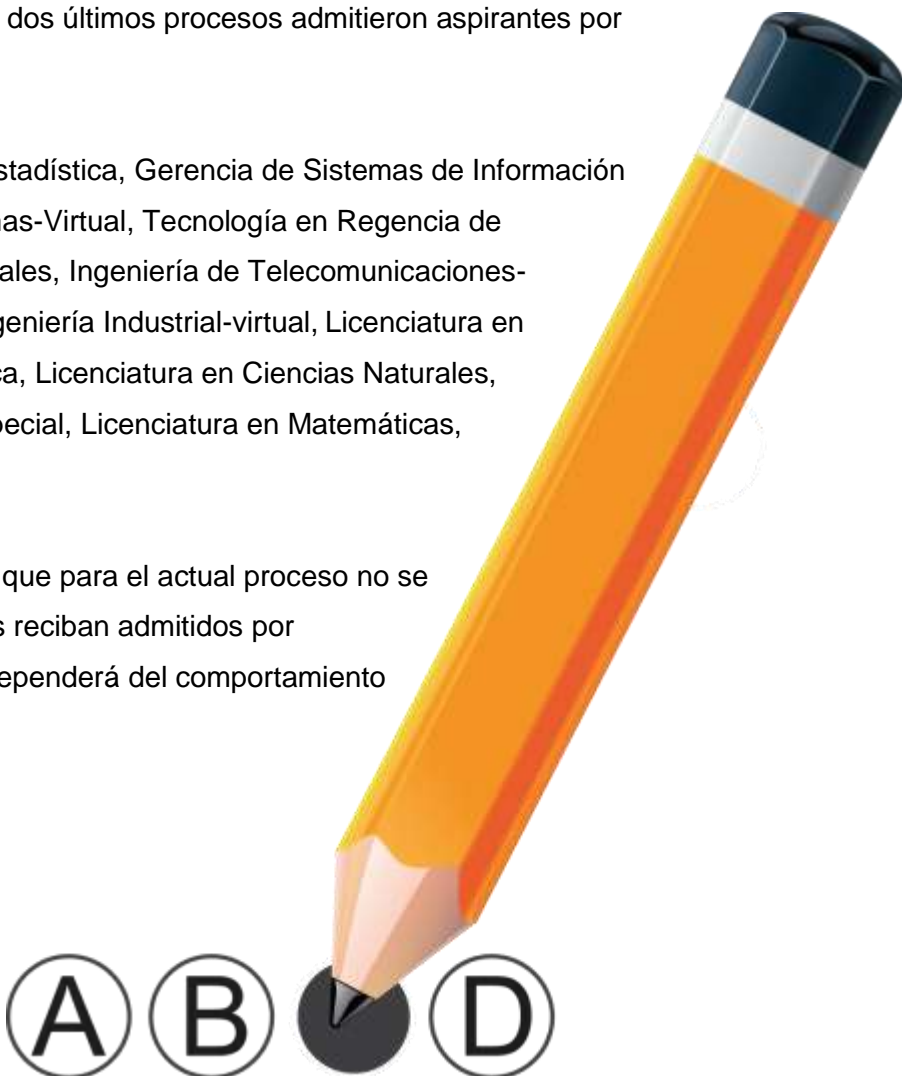 dos últimos procesos admitieron aspirantes por
stadística, Gerencia de Sistemas de Información
as-Virtual, Tecnología en Regencia de
ales, Ingeniería de Telecomunicaciones-
geniería Industrial-virtual, Licenciatura en
ca, Licenciatura en Ciencias Naturales,
pecial, Licenciatura en Matemáticas,
que para el actual proceso no se
s reciban admitidos por
ependerá del comportamiento
A B D